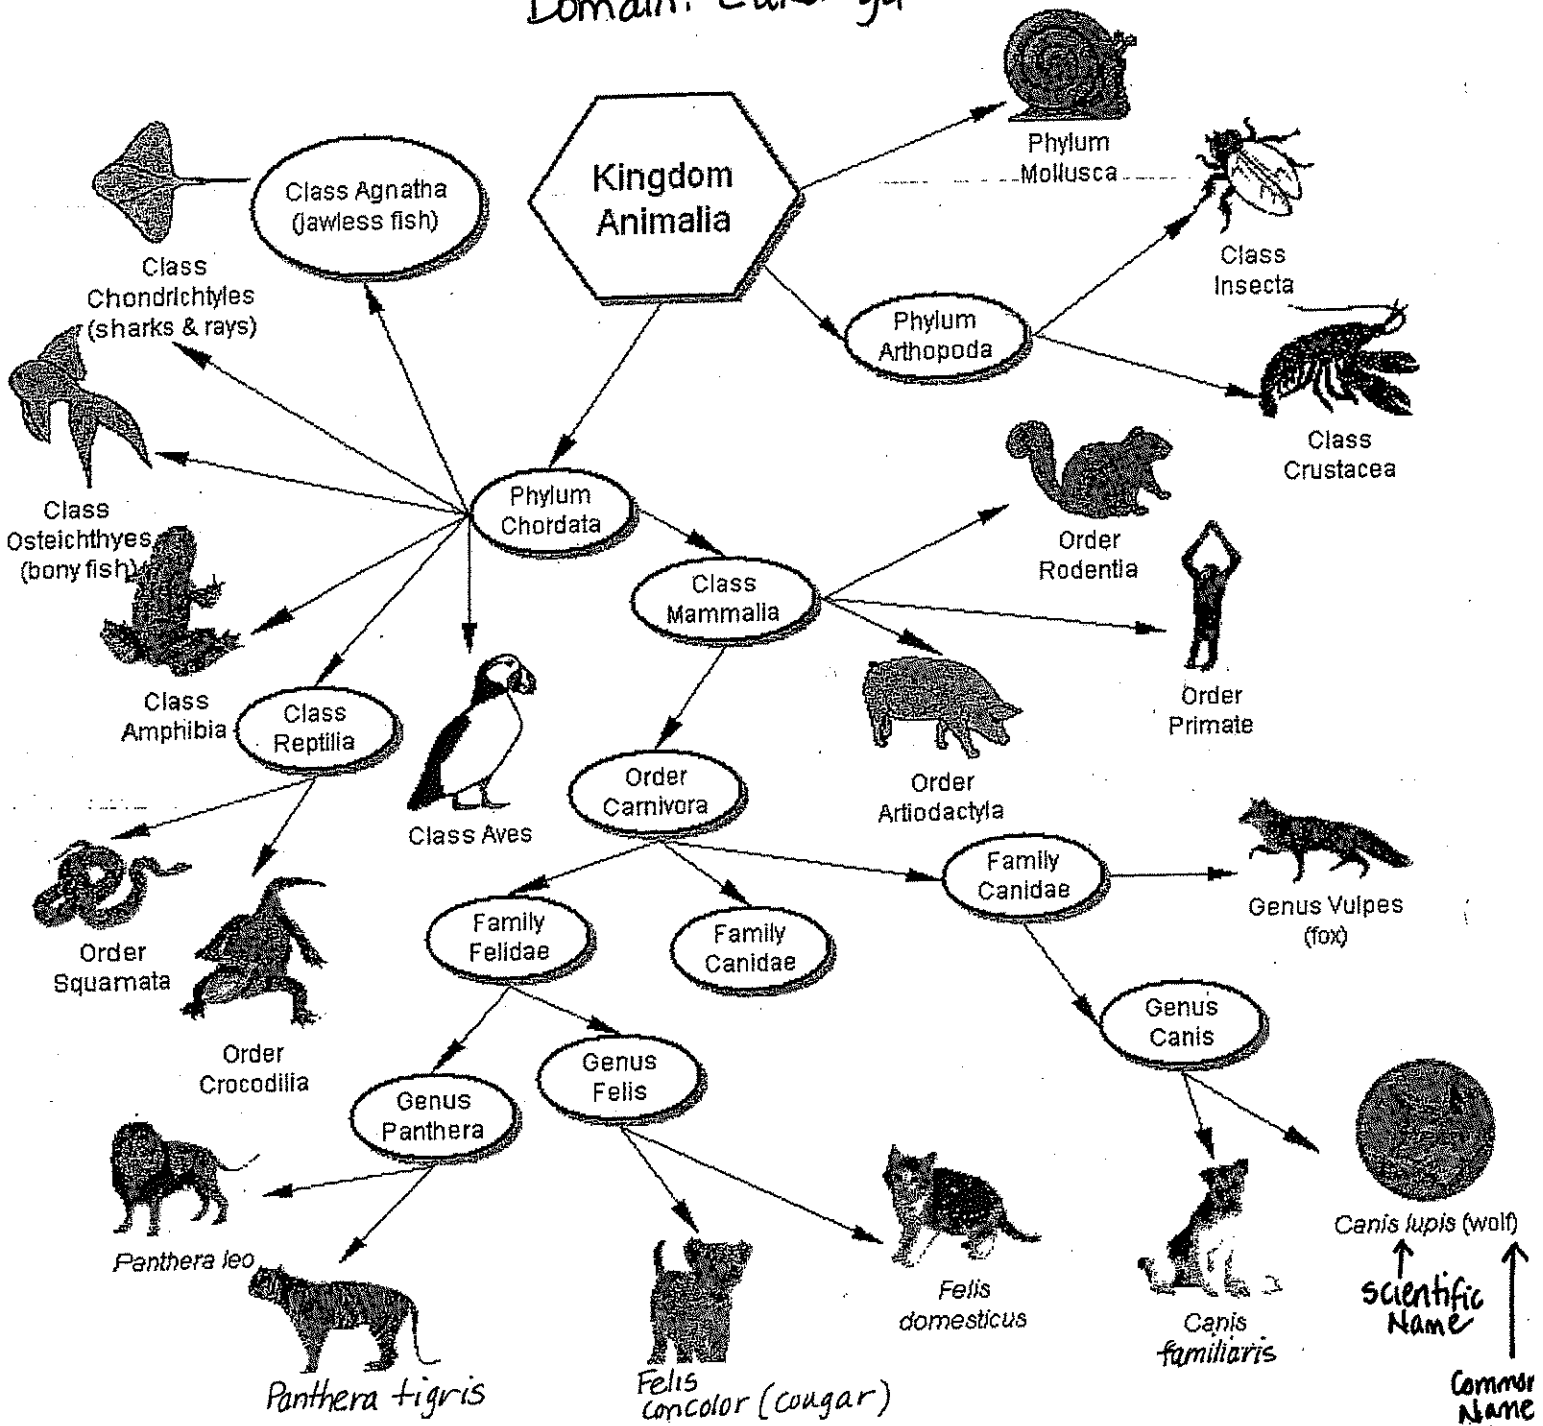 Domain:
Kingdom
Animalia
Phylum
Mollusca
Class
Insecta
Class Agnatha
(jawless fish)
Class
Chondrichtyles
(sharks & rays)
Phylum
Arthopoda
Class
Crustacea
Class
Osteichthyes
(bony fish)
Phylum
Chordata
Order
Rodentia
Class
Mammalia
Order
Primate
Class
Amphibia
Class
Reptilia
Class Aves
Order
Carnivora
Order
Artiodactyla
Order
Squamata
Order
Crocodilia
Family
Felidae
Family
Canidae
Family
Canidae
Genus Vulpes
(fox)
Genus
Canis
Genus
Panthera
Genus
Felis
Panthera leo
Panthera tigris
Felis
concolor (cougar)
Felis
domesticus
Canis
familiaris
Canis lupis (wolf)
Scientific
Name
Common
Name